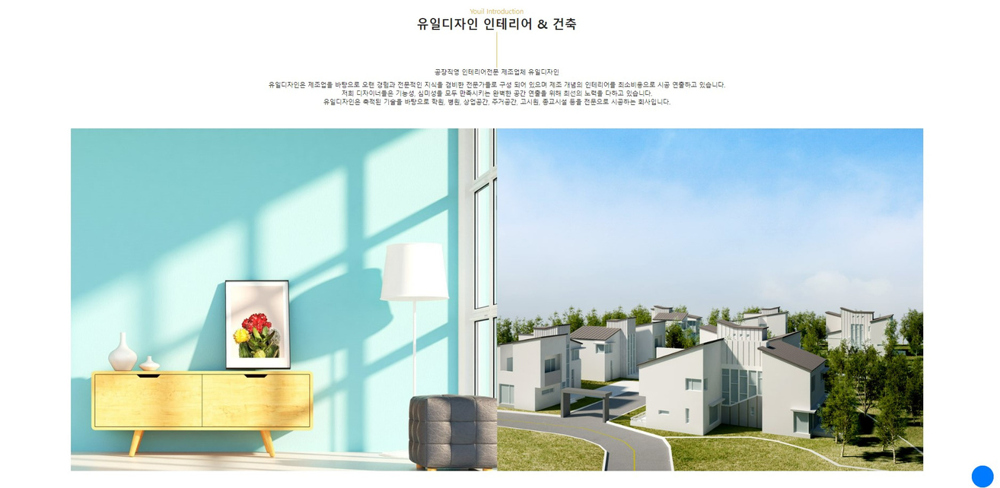 Youil Introduction
유일디자인 인테리어 & 건축
공장직영 인테리어전문 제조업체 유일디자인
유일디자인은 제조업을 바탕으로 오랜 경험과 전문적인 지식을 겸비한 전문가들로 구성 되어 있으며 제조 개념의 인테리어를 최소비용으로 시공 연출하고 있습니다.
저희 디자이너들은 기능성, 심미성을 모두 만족시키는 완벽한 공간 연출을 위해 최선의 노력을 다하고 있습니다.
유일디자인은 축적된 기술을 바탕으로 학원, 병원, 상업공간, 주거공간, 고시원, 종교시설 등을 전문으로 시공하는 회사입니다.